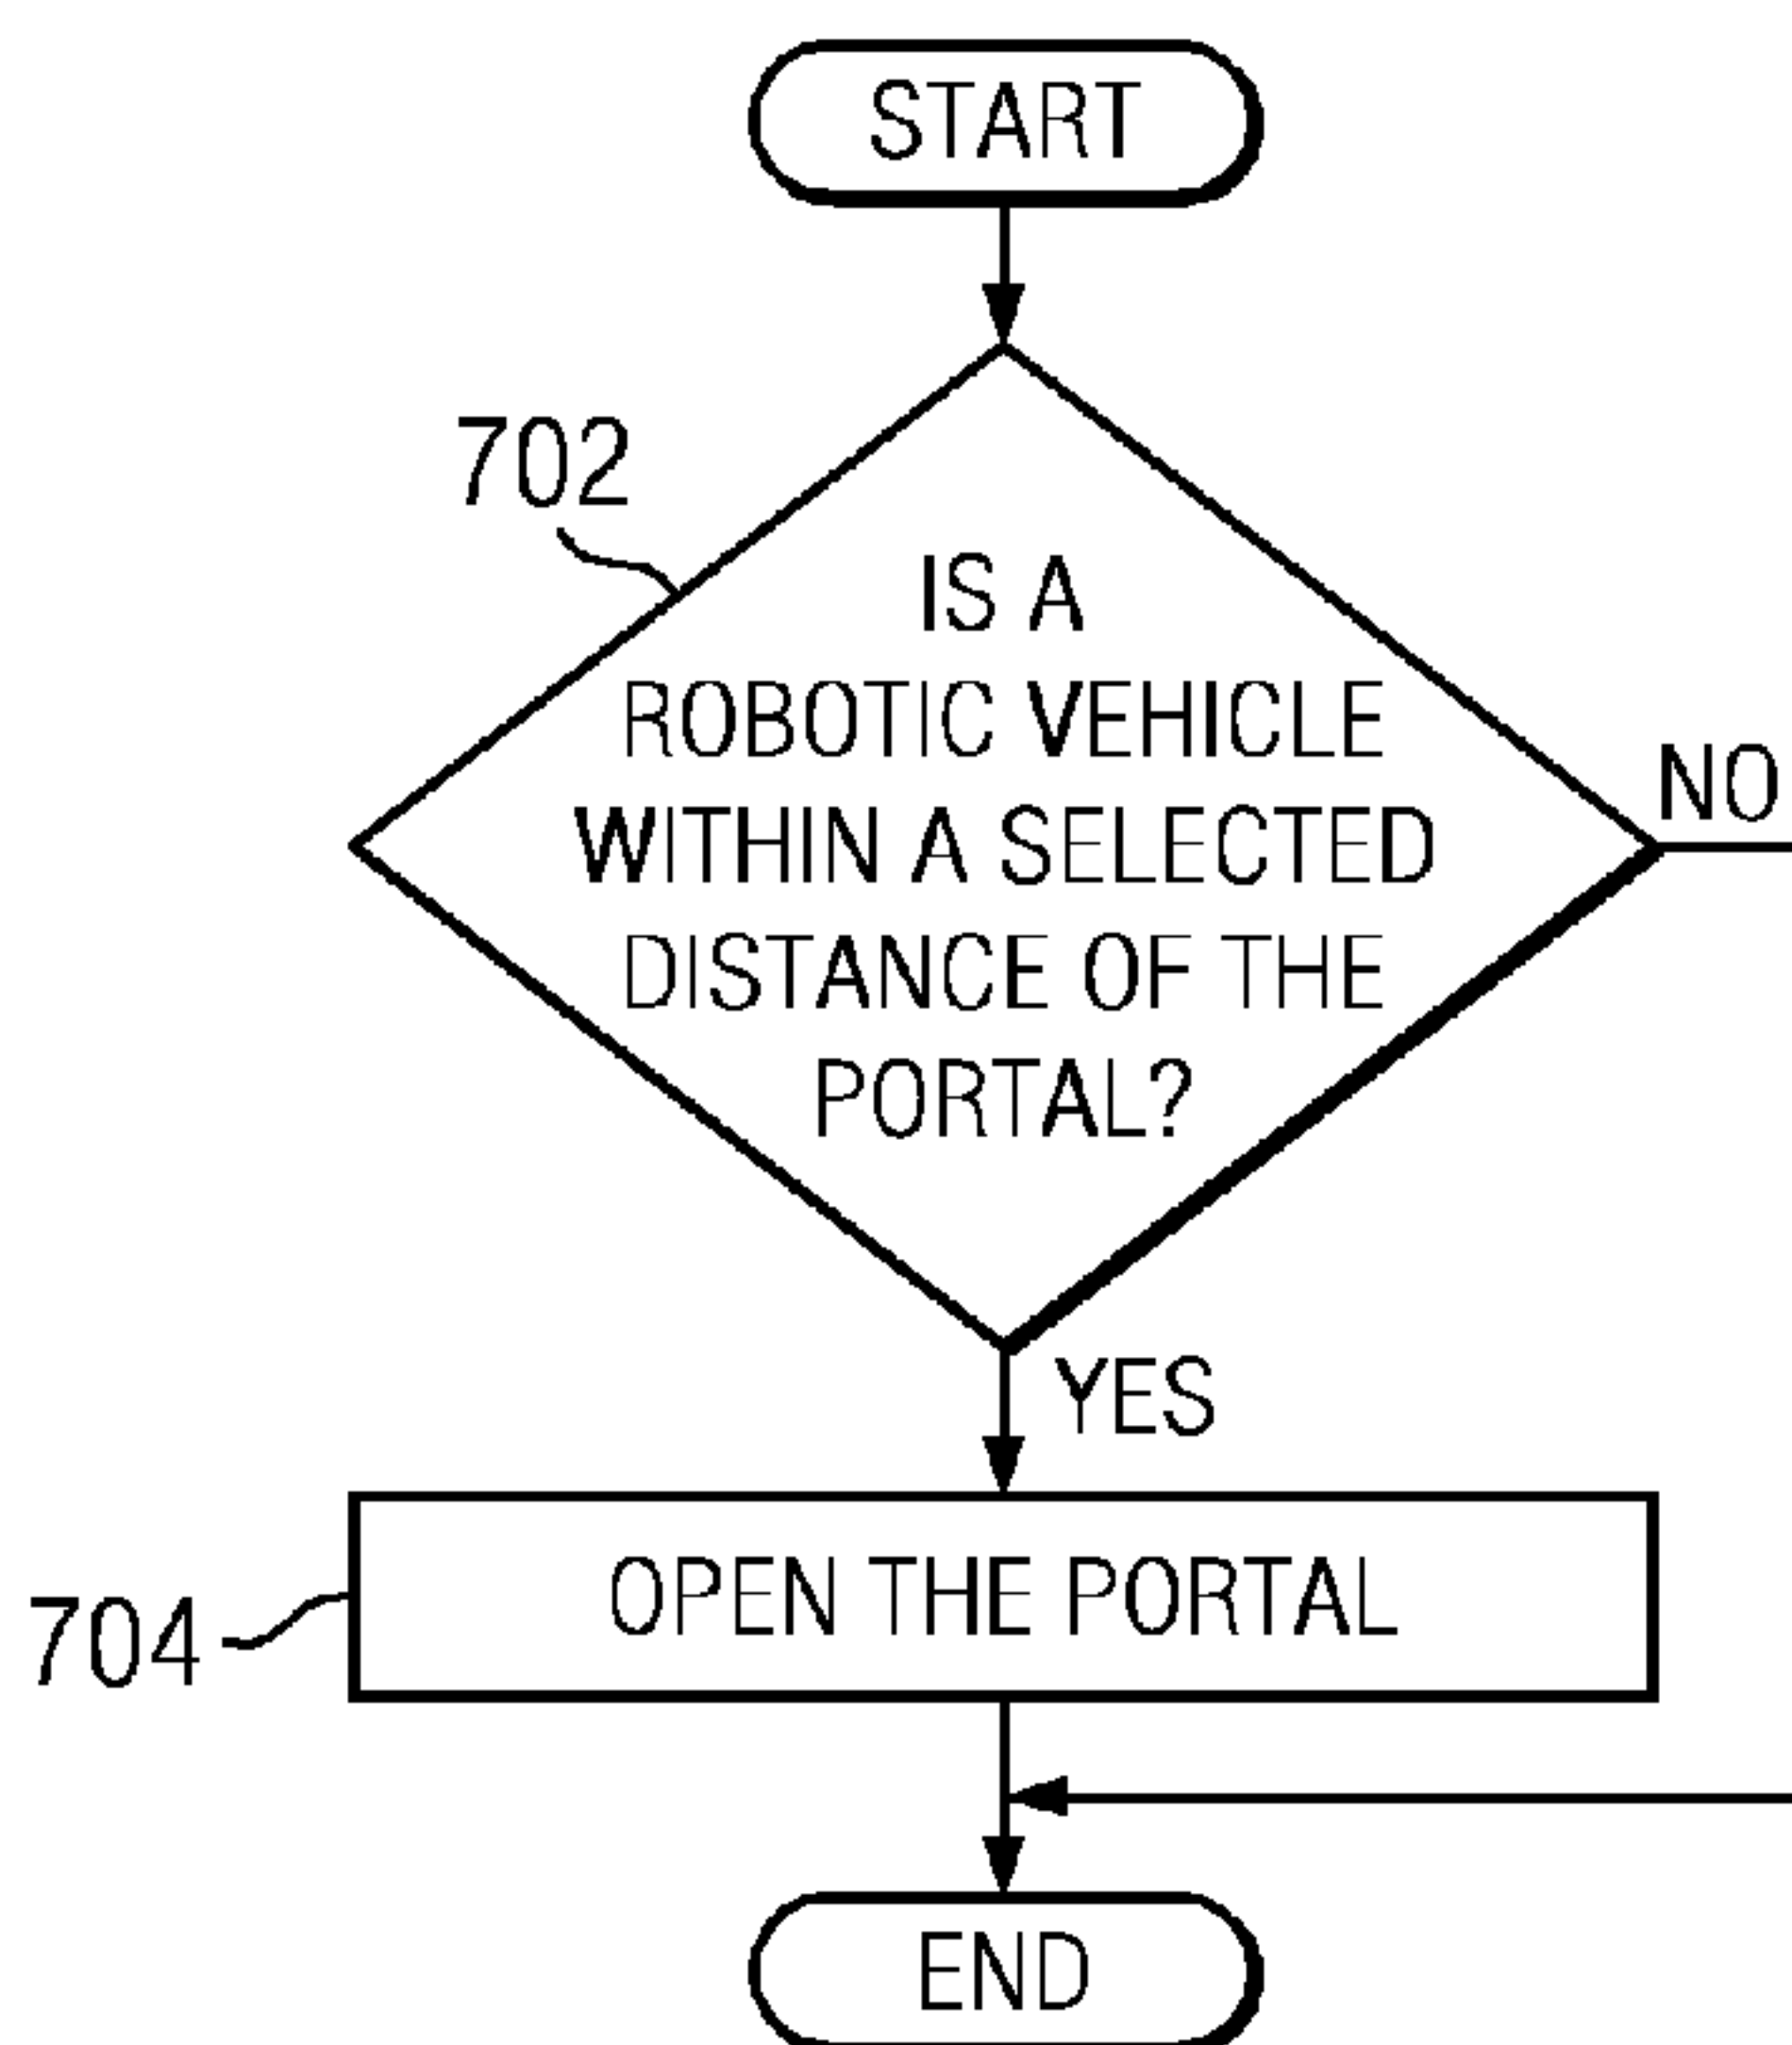 START
702
IS A
ROBOTIC VEHICLE
WITHIN A SELECTED
DISTANCE OF THE
PORTAL?
NO
YES
OPEN THE PORTAL
704
END